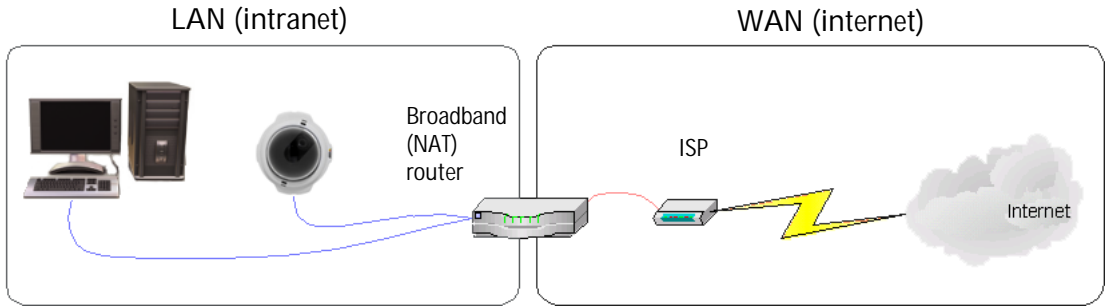 LAN (intranet)
WAN (internet)
Broadband
(NAT)
router
ISP
Internet